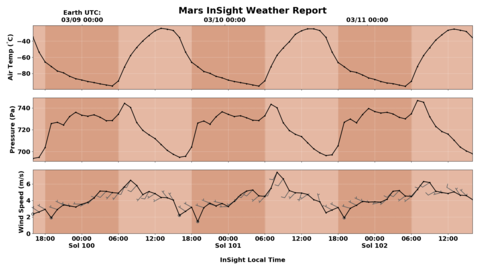 Mars InSight Weather Report
Earth UTC:
03/09 00:00
03/10 00:00
03/11 00:00
Air Temp (°C)
−40
−60
−80
Pressure (Pa)
740
720
700
Wind Speed (m/s)
6
4
2
0
18:00 00:00 06:00 12:00 18:00 00:00 06:00 12:00 18:00 00:00 06:00 12:00
Sol 100 Sol 101 Sol 102
InSight Local Time